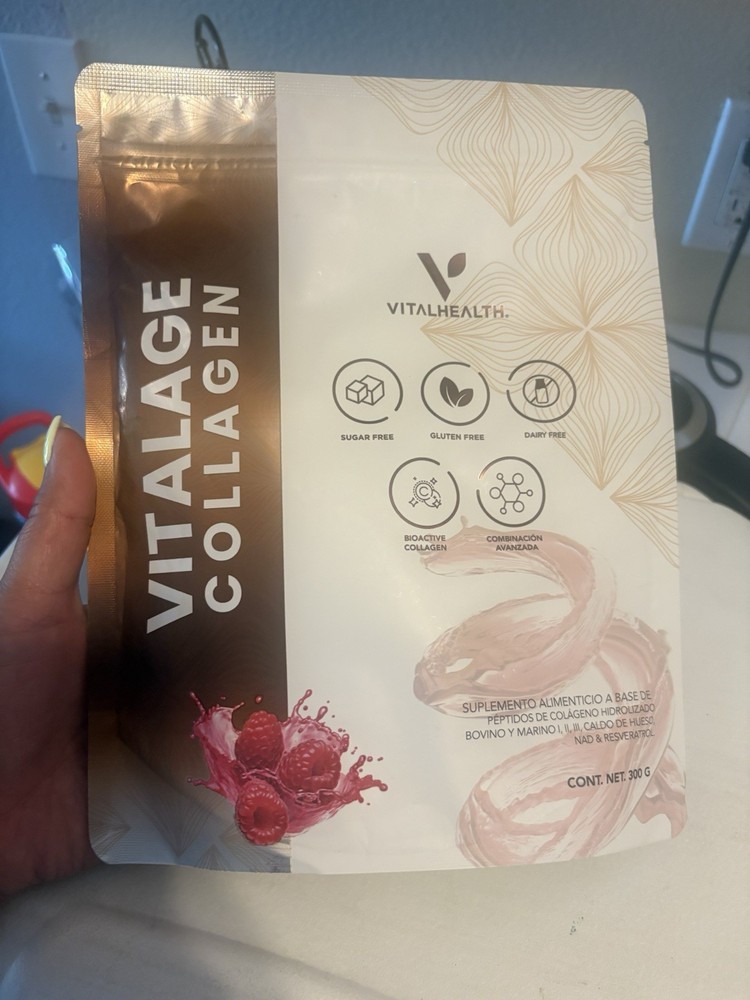 VITALAGE
COLLAGEN
VITALHEALTH.
SUGAR FREE
GLUTEN FREE
DAIRY FREE
BIOACTIVE
COLLAGEN
COMBINACIÓN
AVANZADA
SUPLEMENTO ALIMENTICIO A BASE DE
PÉPTIDOS DE COLÁGENO HIDROLIZADO
BOVINO Y MARINO I, II, III, CALDO DE HUESO,
NAD & RESVERATROL
CONT. NET. 300 G